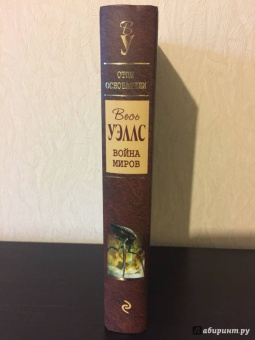 В
У
ОТЦЫ
ОСНОВАТЕЛИ
Весь
УЭЛЛС
ВОЙНА
МИРОВ
лабиринт.ру